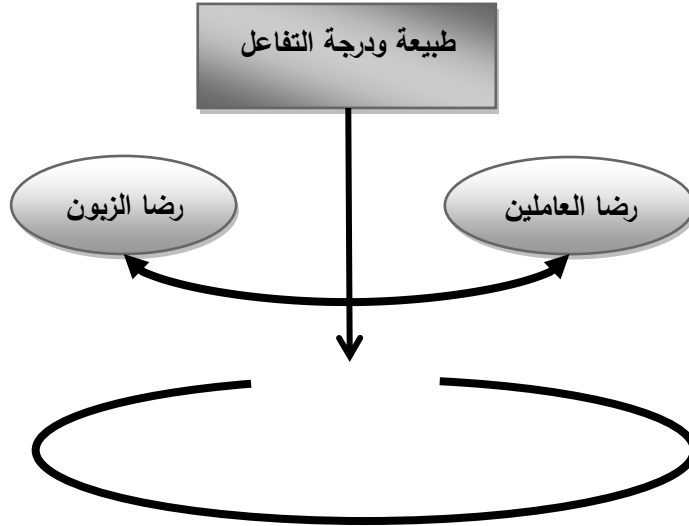 طبيعة ودرجة التفاعل
رضا العاملين
رضا الزبون